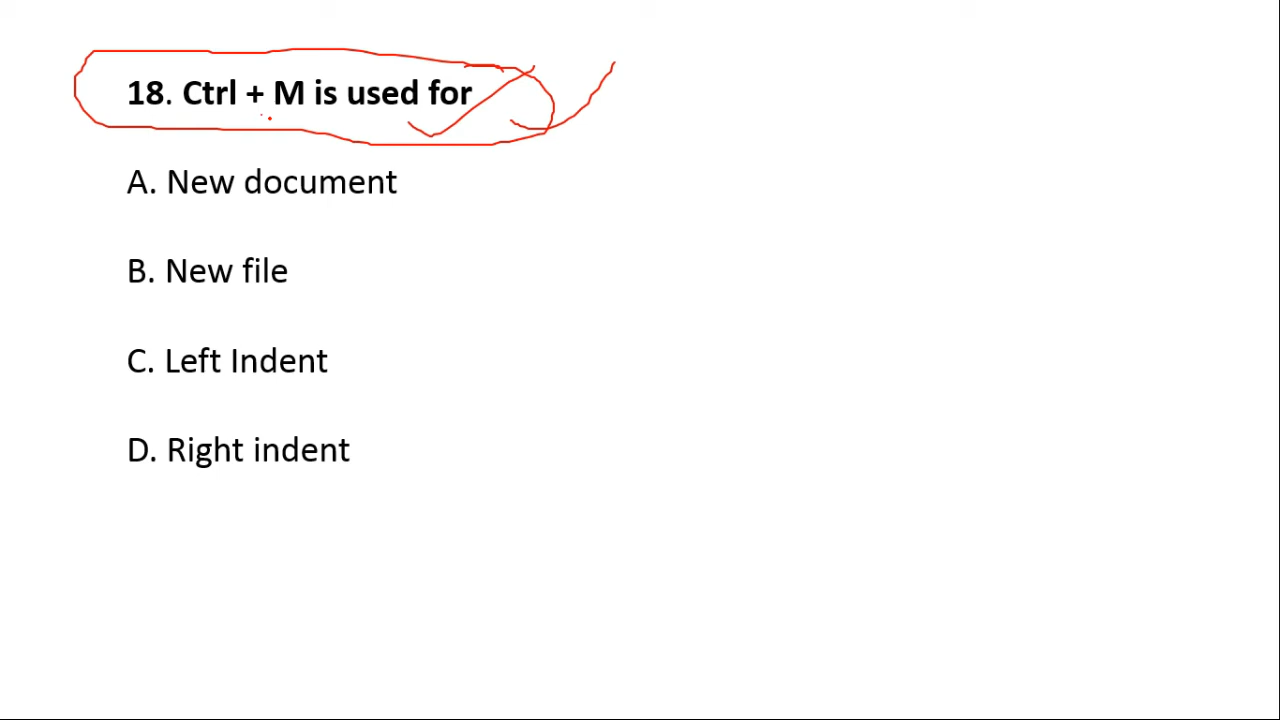 18. Ctrl + M is used for
A. New document
B. New file
C. Left Indent
D. Right indent